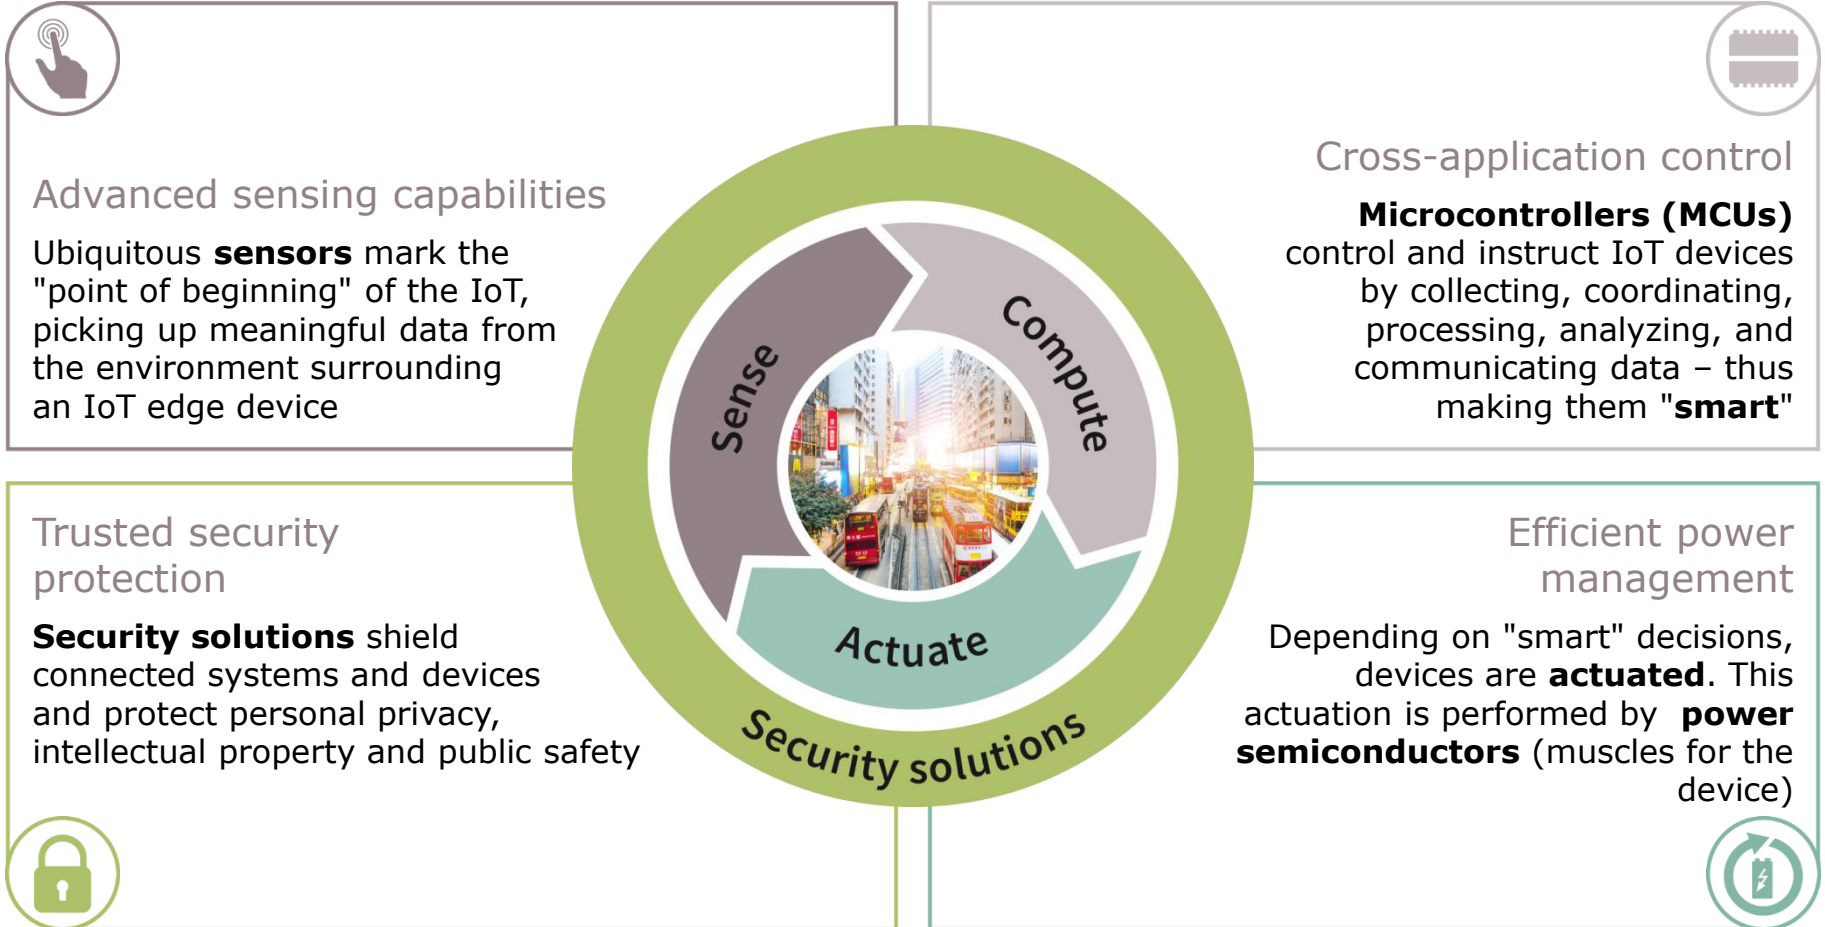 Advanced sensing capabilities
Ubiquitous sensors mark the
"point of beginning" of the IoT,
picking up meaningful data from
the environment surrounding
an IoT edge device
Cross-application control
Microcontrollers (MCUs)
control and instruct IoT devices
by collecting, coordinating,
processing, analyzing, and
communicating data – thus
making them "smart"
Sense
Compute
Actuate
Security solutions
Trusted security
protection
Security solutions shield
connected systems and devices
and protect personal privacy,
intellectual property and public safety
Efficient power
management
Depending on "smart" decisions,
devices are actuated. This
actuation is performed by power
semiconductors (muscles for the
device)